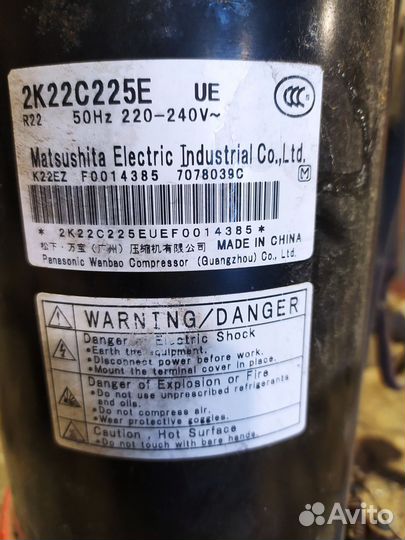 2K22C225E UE
R22 50Hz 220-240V~
CCC
Matsushita Electric Industrial Co.,Ltd.
K22EZ F0014385 7078039C M
* 2K22C225EUEF0014385 *
松下·万宝（广州）压缩机有限公司 MADE IN CHINA
Panasonic Wanbao Compressor (Guangzhou) Co., Ltd.
WARNING/DANGER
Danger of Electric Shock
•Earth the equipment.
•Disconnect power before work.
•Mount the terminal cover in place.
Danger of Explosion or Fire
•Do not use unprescribed refrigerants
and oils.
•Do not compress air.
•Wear protective goggles.
Caution, Hot Surface
•Do not touch with bare hands.
Avito